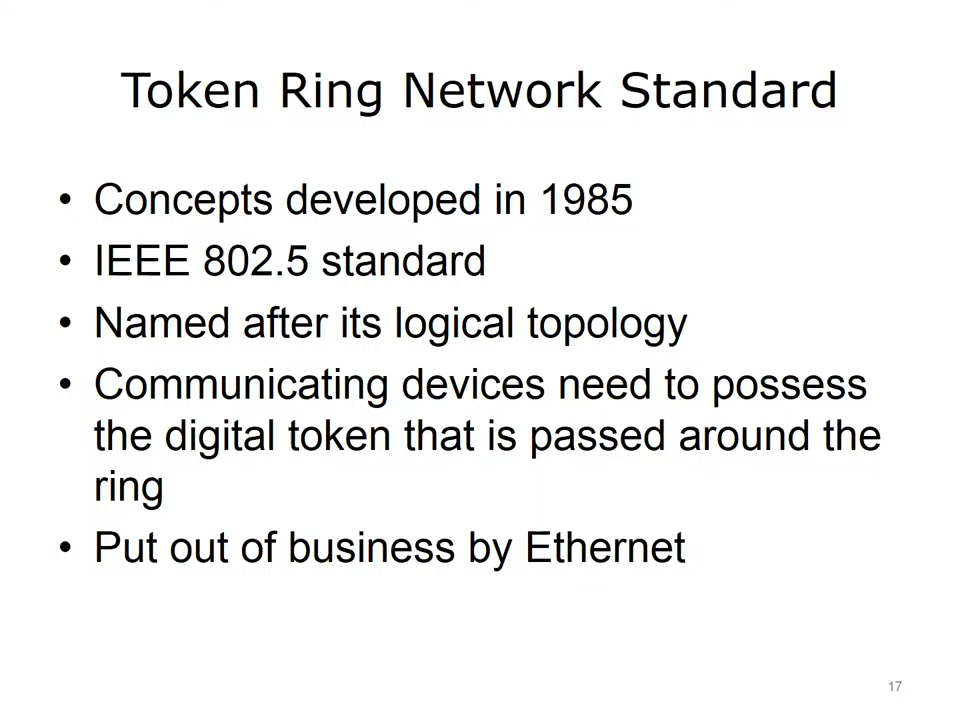 Token Ring Network Standard
• Concepts developed in 1985
• IEEE 802.5 standard
• Named after its logical topology
• Communicating devices need to possess
the digital token that is passed around the
ring
• Put out of business by Ethernet
17